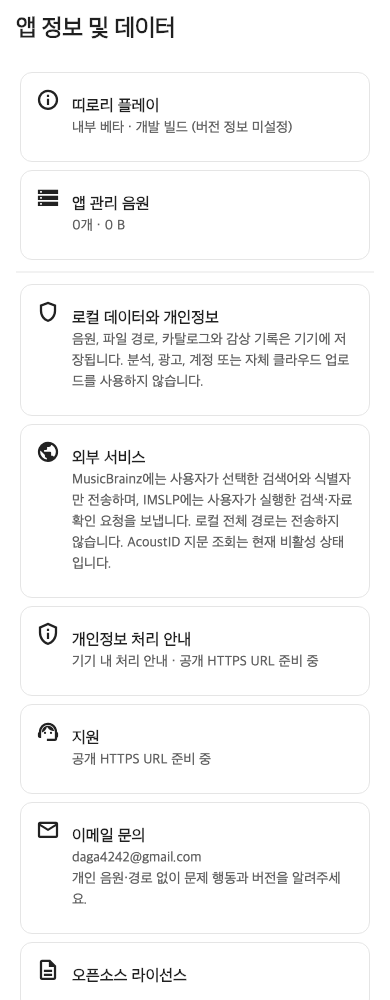 앱 정보 및 데이터
띠로리 플레이
내부 베타 · 개발 빌드 (버전 정보 미설정)
앱 관리 음원
0개 · 0 B
로컬 데이터와 개인정보
음원, 파일 경로, 카탈로그와 감상 기록은 기기에 저
장됩니다. 분석, 광고, 계정 또는 자체 클라우드 업로
드를 사용하지 않습니다.
외부 서비스
MusicBrainz에는 사용자가 선택한 검색어와 식별자
만 전송하며, IMSLP에는 사용자가 실행한 검색·자료
확인 요청을 보냅니다. 로컬 전체 경로는 전송하지
않습니다. AcoustID 지문 조회는 현재 비활성 상태
입니다.
개인정보 처리 안내
기기 내 처리 안내 · 공개 HTTPS URL 준비 중
지원
공개 HTTPS URL 준비 중
이메일 문의
daga4242@gmail.com
개인 음원·경로 없이 문제 행동과 버전을 알려주세
요.
오픈소스 라이선스